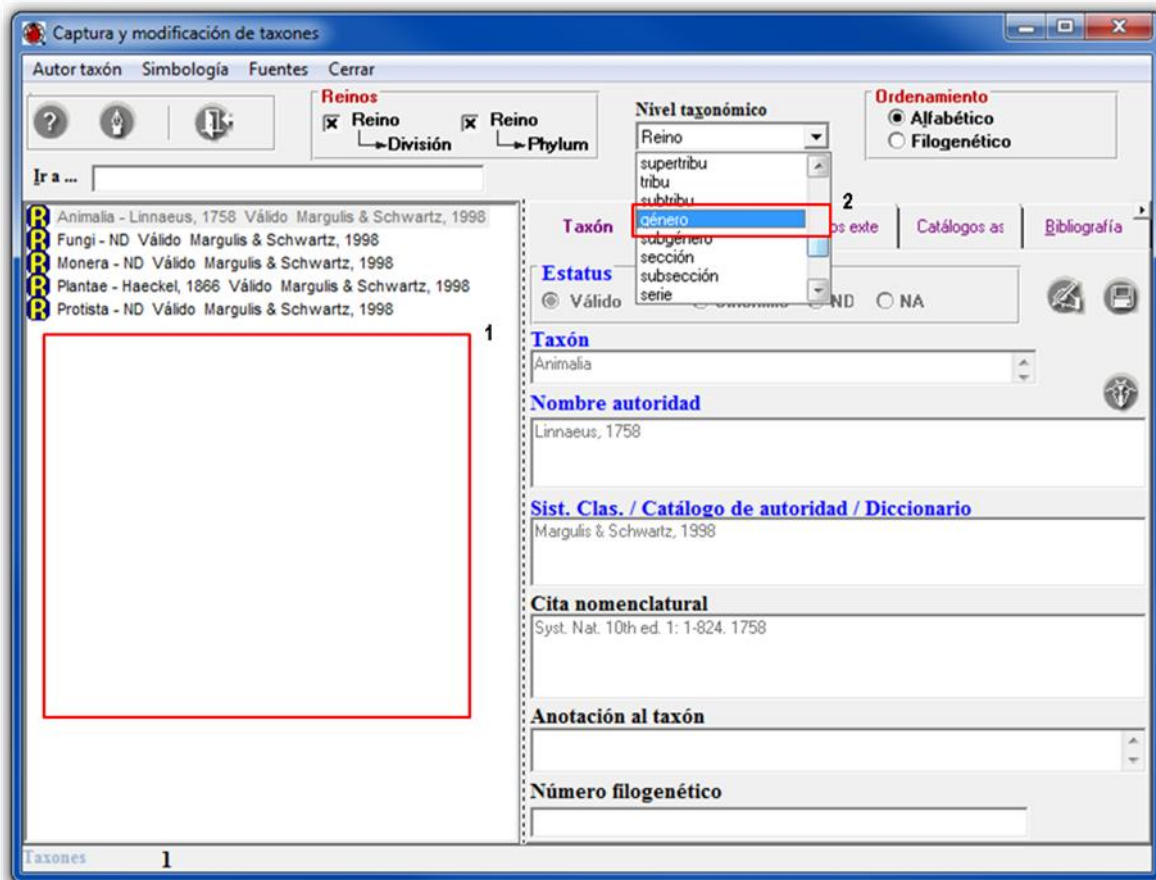 Captura y modificación de taxones
Autor taxón Simbología Fuentes Cerrar
Reinos
Reino
División
Reino
Phylum
Nivel taxonómico
Reino
Ordenamiento
Alfabético
Filogenético
Ir a ...
supertribu
tribu
subtribu
género
subgénero
sección
subsección
serie
2
Animalia - Linnaeus, 1758 Válido Margulis & Schwartz, 1998
Fungi - ND Válido Margulis & Schwartz, 1998
Monera - ND Válido Margulis & Schwartz, 1998
Plantae - Haeckel, 1866 Válido Margulis & Schwartz, 1998
Protista - ND Válido Margulis & Schwartz, 1998
1
Taxón os exte Catálogos as Bibliografía
Estatus
Válido ND NA
Taxón
Animalia
Nombre autoridad
Linnaeus, 1758
Sist. Clas. / Catálogo de autoridad / Diccionario
Margulis & Schwartz, 1998
Cita nomenclatural
Syst. Nat. 10th ed. 1: 1-824. 1758
Anotación al taxón
Número filogenético
Taxones 1